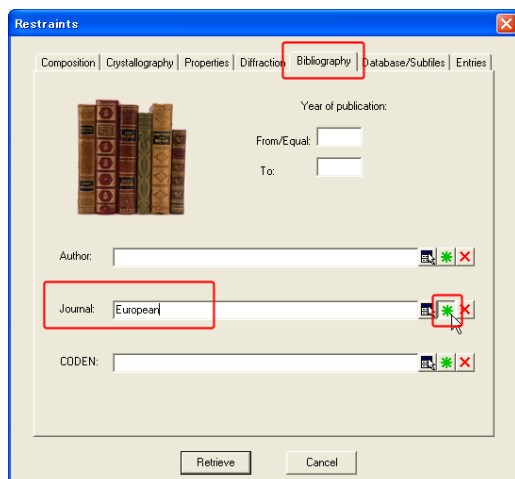 Restraints
Composition Crystallography Properties Diffraction Bibliography Database/Subfiles Entries
Year of publication:
From/Equal:
To:
Author:
Journal: European
CODEN:
Retrieve Cancel